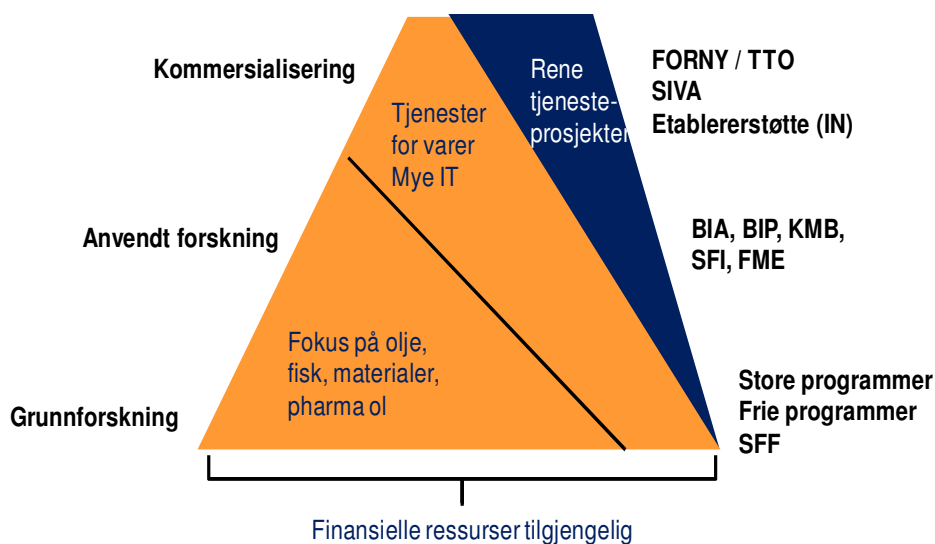 Kommersialisering
Rene
tjeneste-
prosjekter
FORNY / TTO
SIVA
Etablererstøtte (IN)
Tjenester
for varer
Mye IT
Anvendt forskning
BIA, BIP, KMB,
SFI, FME
Fokus på olje,
fisk, materialer,
pharma ol
Grunnforskning
Store programmer
Frie programmer
SFF
Finansielle ressurser tilgjengelig